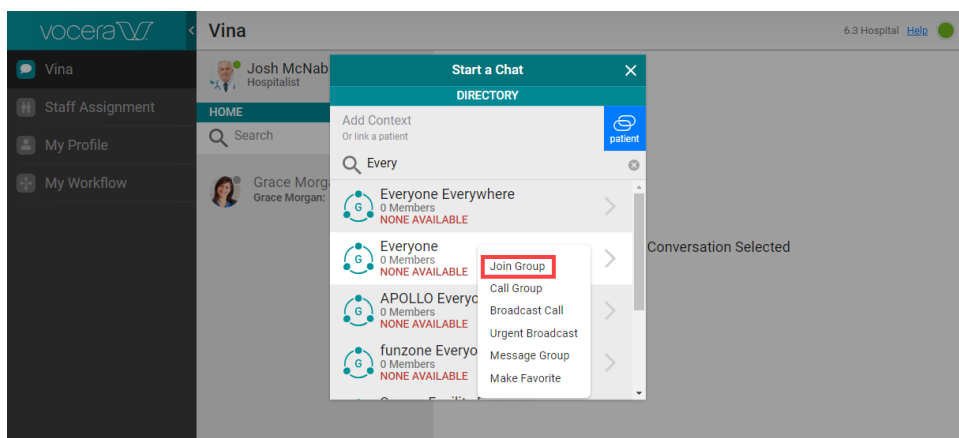 vocera
Vina
6.3 Hospital Help
Vina
Staff Assignment
My Profile
My Workflow
Josh McNab
Hospitalist
HOME
Search
Grace Morg
Grace Morgan:
Start a Chat
DIRECTORY
Add Context
Or link a patient
patient
Every
G
Everyone Everywhere
0 Members
NONE AVAILABLE
G
Everyone
0 Members
NONE AVAILABLE
G
APOLLO Everyo
0 Members
NONE AVAILABLE
G
funzone Everyo
0 Members
NONE AVAILABLE
Join Group
Call Group
Broadcast Call
Urgent Broadcast
Message Group
Make Favorite
Conversation Selected